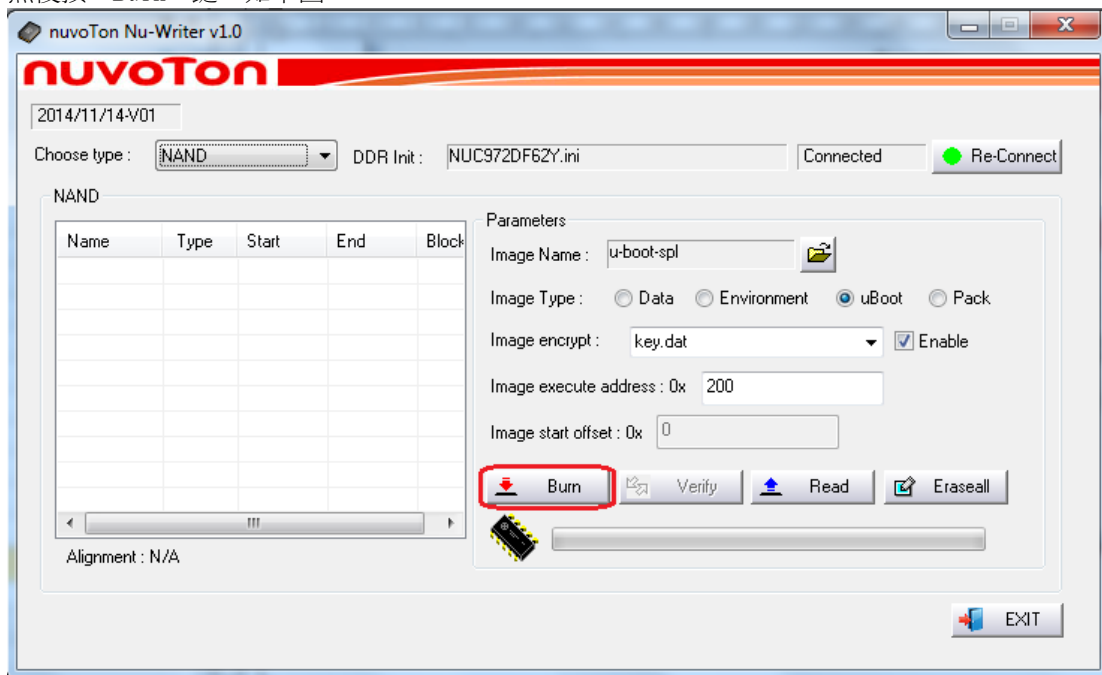 nuvoTon Nu-Writer v1.0
nuvoTon
2014/11/14-V01
Choose type : NAND DDR Init : NUC972DF62Y.ini Connected Re-Connect
NAND
Name Type Start End Block
Parameters
Image Name : u-boot-spl
Image Type : Data Environment uBoot Pack
Image encrypt : key.dat Enable
Image execute address : 0x 200
Image start offset : 0x 0
Burn Verify Read Eraseall
Alignment : N/A
EXIT